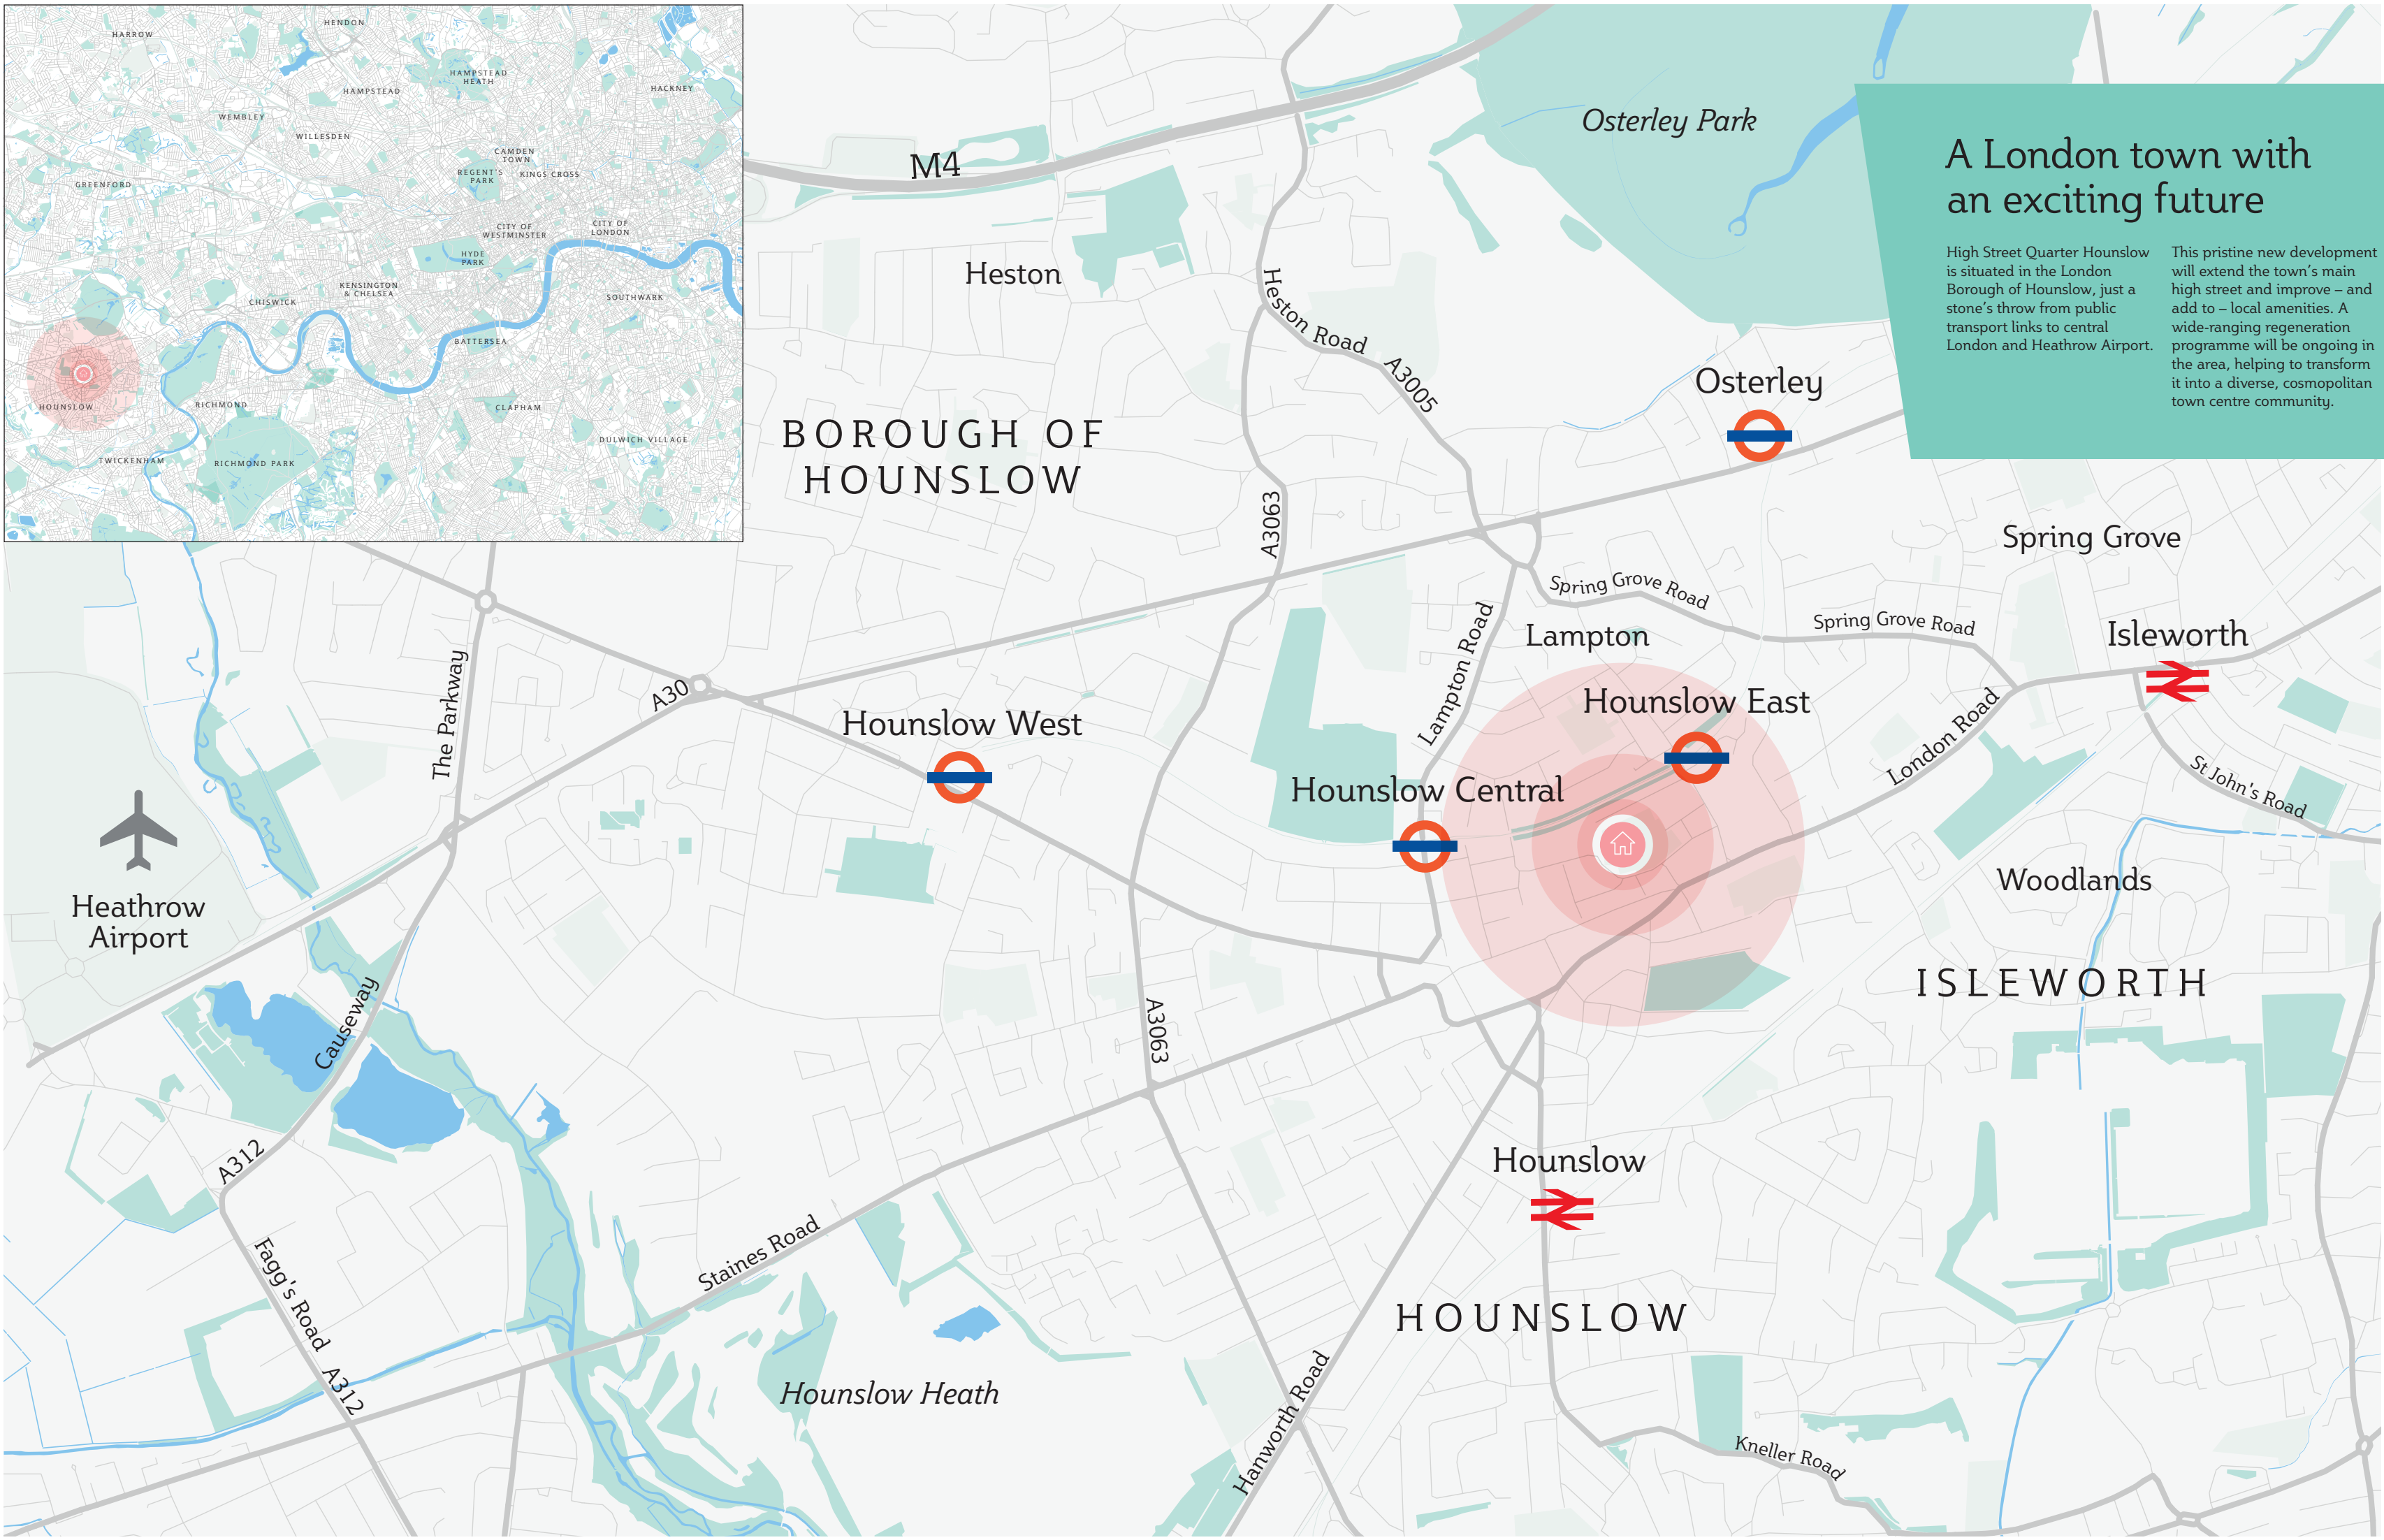 HENDON
HARROW
HAMPSTEAD
HEATH
HAMPSTEAD
HACKNEY
WEMBLEY
WILLESDEN
CAMDEN
TOWN
REGENT'S
PARK
KINGS CROSS
GREENFORD
CITY OF
WESTMINSTER
CITY OF
LONDON
HYDE
PARK
KENSINGTON
& CHELSEA
CHISWICK
SOUTHWARK
BATTERSEA
HOUNSLOW
RICHMOND
CLAPHAM
DULWICH VILLAGE
TWICKENHAM
RICHMOND PARK
A London town with
an exciting future
High Street Quarter Hounslow
is situated in the London
Borough of Hounslow, just a
stone's throw from public
transport links to central
London and Heathrow Airport.
This pristine new development
will extend the town's main
high street and improve – and
add to – local amenities. A
wide-ranging regeneration
programme will be ongoing in
the area, helping to transform
it into a diverse, cosmopolitan
town centre community.
Osterley Park
M4
Heston
Heston Road
A3005
Osterley
BOROUGH OF
HOUNSLOW
A3063
Spring Grove
Spring Grove Road
Spring Grove Road
Lampton Road
Lampton
Isleworth
The Parkway
A30
Hounslow West
Hounslow East
Hounslow Central
London Road
St John's Road
Heathrow
Airport
Woodlands
ISLEWORTH
Causeway
A3063
A312
Hounslow
Staines Road
Fagg's Road
A312
HOUNSLOW
Hounslow Heath
Hanworth Road
Kneller Road